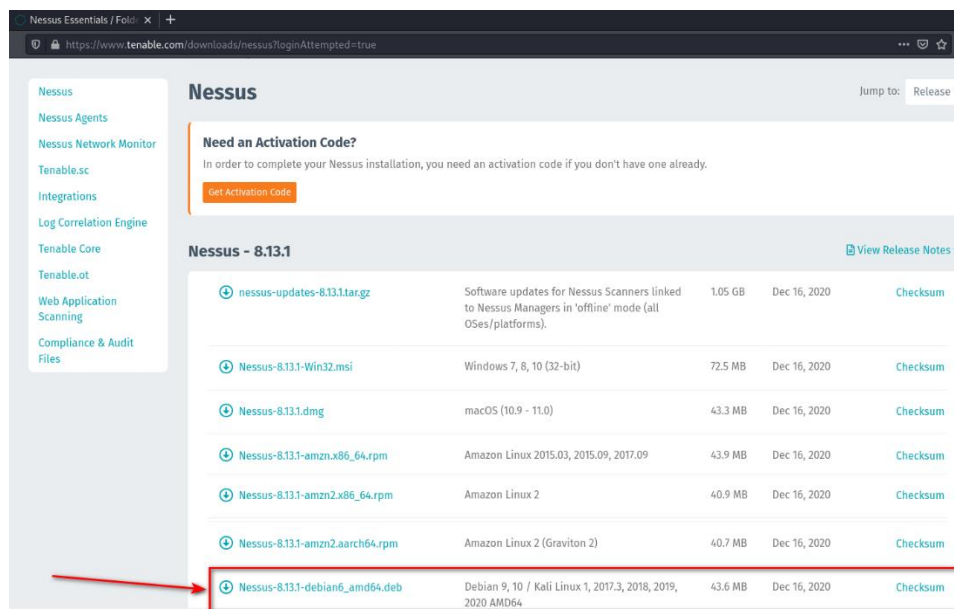 Nessus Essentials / Folde
https://www.tenable.com/downloads/nessus?loginAttempted=true
Nessus
Nessus Agents
Nessus Network Monitor
Tenable.sc
Integrations
Log Correlation Engine
Tenable Core
Tenable.ot
Web Application
Scanning
Compliance & Audit
Files
Nessus
Jump to: Release
Need an Activation Code?
In order to complete your Nessus installation, you need an activation code if you don't have one already.
Get Activation Code
Nessus - 8.13.1
View Release Notes
nessus-updates-8.13.1.tar.gz Software updates for Nessus Scanners linked 1.05 GB Dec 16, 2020 Checksum
to Nessus Managers in 'offline' mode (all
OSes/platforms).
Nessus-8.13.1-Win32.msi Windows 7, 8, 10 (32-bit) 72.5 MB Dec 16, 2020 Checksum
Nessus-8.13.1.dmg macOS (10.9 - 11.0) 43.3 MB Dec 16, 2020 Checksum
Nessus-8.13.1-amzn.x86_64.rpm Amazon Linux 2015.03, 2015.09, 2017.09 43.9 MB Dec 16, 2020 Checksum
Nessus-8.13.1-amzn2.x86_64.rpm Amazon Linux 2 40.9 MB Dec 16, 2020 Checksum
Nessus-8.13.1-amzn2.aarch64.rpm Amazon Linux 2 (Graviton 2) 40.7 MB Dec 16, 2020 Checksum
Nessus-8.13.1-debian6_amd64.deb Debian 9, 10 / Kali Linux 1, 2017.3, 2018, 2019, 43.6 MB Dec 16, 2020 Checksum
2020 AMD64